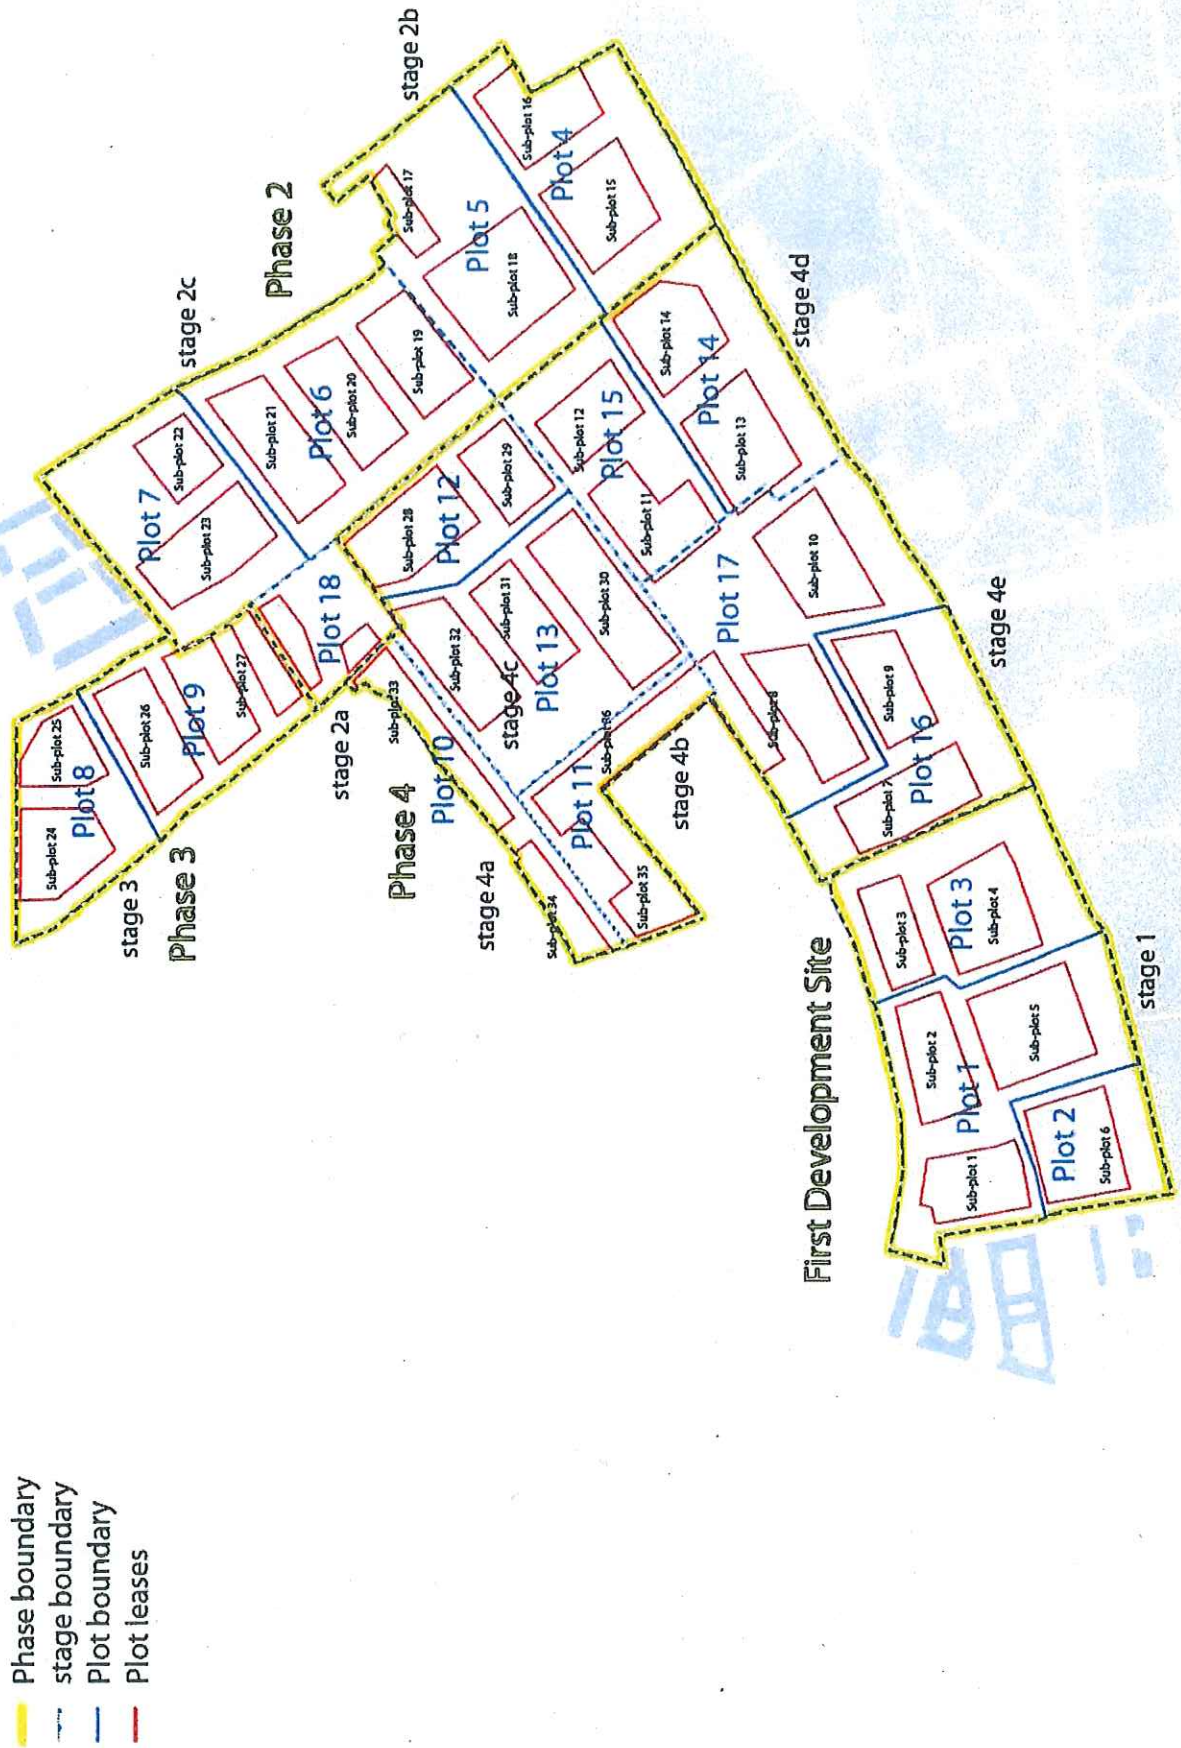 Phase boundary
stage boundary
Plot boundary
Plot leases
stage 3
Phase 3
Sub-plot 24
Plot 8
Sub-plot 25
Sub-plot 26
Plot 9
Sub-plot 27
Plot 7
Sub-plot 23
Sub-plot 22
stage 2c
Phase 2
Sub-plot 21
Plot 6
Sub-plot 20
Sub-plot 19
Plot 18
stage 2a
stage 2b
Sub-plot 17
Plot 5
Sub-plot 18
Sub-plot 16
Plot 4
Sub-plot 15
Phase 4
stage 4a
Plot 10
Sub-plot 33
Sub-plot 34
Sub-plot 32
stage 4c
Sub-plot 31
Plot 13
Sub-plot 30
Sub-plot 28
Plot 12
Sub-plot 29
Plot 11
Sub-plot 36
Sub-plot 35
stage 4b
Sub-plot 12
Plot 15
Sub-plot 11
Sub-plot 14
Plot 14
Sub-plot 13
stage 4d
Plot 17
Sub-plot 10
Sub-plot 8
Sub-plot 9
Plot 16
Sub-plot 7
stage 4e
First Development Site
Sub-plot 3
Plot 3
Sub-plot 4
Sub-plot 2
Plot 1
Sub-plot 5
Sub-plot 1
Plot 2
Sub-plot 6
stage 1